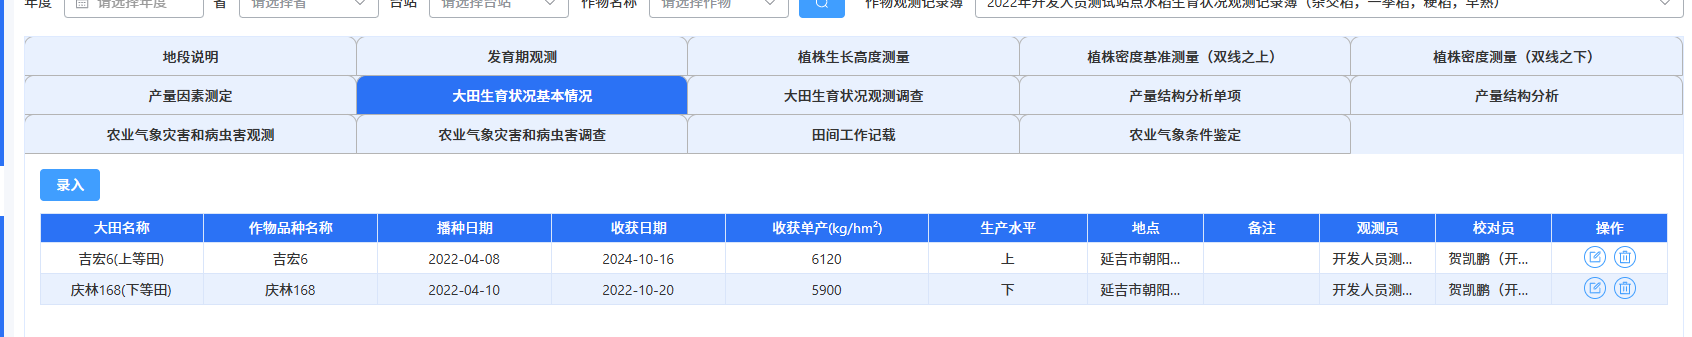 年度 请选择年度 省 请选择省 台站 请选择台站 作物名称 请选择作物 作物观测记录簿 2022年开发人员测试站点水稻生育状况观测记录簿（杂交稻，一季稻，粳稻，早熟）
地段说明 发育期观测 植株生长高度测量 植株密度基准测量（双线之上） 植株密度测量（双线之下）
产量因素测定 大田生育状况基本情况 大田生育状况观测调查 产量结构分析单项 产量结构分析
农业气象灾害和病虫害观测 农业气象灾害和病虫害调查 田间工作记载 农业气象条件鉴定
录入
大田名称 作物品种名称 播种日期 收获日期 收获单产(kg/hm²) 生产水平 地点 备注 观测员 校对员 操作
吉宏6(上等田) 吉宏6 2022-04-08 2024-10-16 6120 上 延吉市朝阳... 开发人员测... 贺凯鹏（开...
庆林168(下等田) 庆林168 2022-04-10 2022-10-20 5900 下 延吉市朝阳... 开发人员测... 贺凯鹏（开...